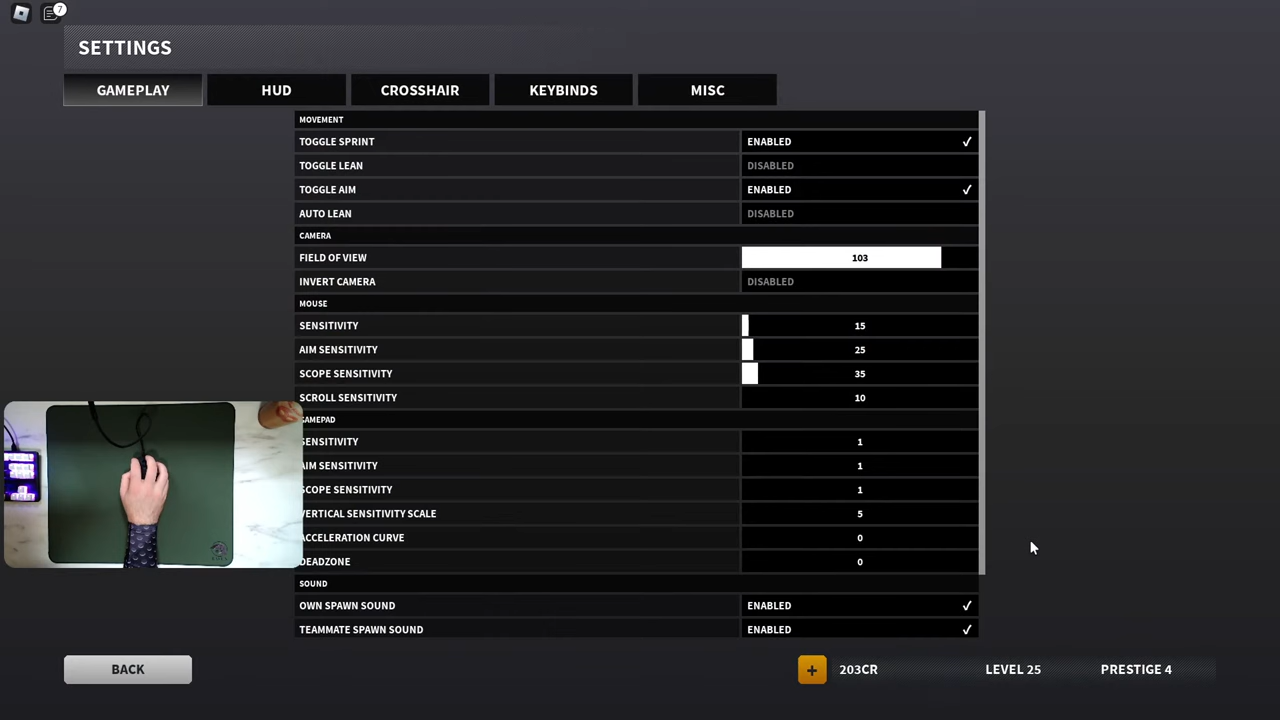 7
SETTINGS
GAMEPLAY HUD CROSSHAIR KEYBINDS MISC
MOVEMENT
TOGGLE SPRINT ENABLED ✓
TOGGLE LEAN DISABLED
TOGGLE AIM ENABLED ✓
AUTO LEAN DISABLED
CAMERA
FIELD OF VIEW 103
INVERT CAMERA DISABLED
MOUSE
SENSITIVITY 15
AIM SENSITIVITY 25
SCOPE SENSITIVITY 35
SCROLL SENSITIVITY 10
GAMEPAD
SENSITIVITY 1
AIM SENSITIVITY 1
SCOPE SENSITIVITY 1
VERTICAL SENSITIVITY SCALE 5
ACCELERATION CURVE 0
DEADZONE 0
SOUND
OWN SPAWN SOUND ENABLED ✓
TEAMMATE SPAWN SOUND ENABLED ✓
BACK + 203CR LEVEL 25 PRESTIGE 4